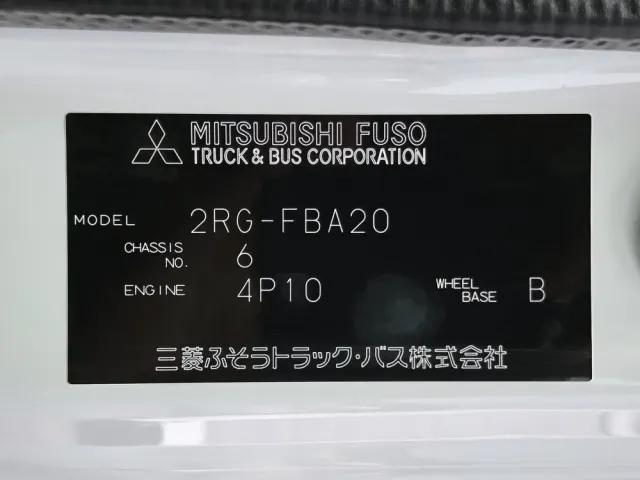 MITSUBISHI FUSO
TRUCK & BUS CORPORATION
MODEL 2RG-FBA20
CHASSIS NO. 6
ENGINE 4P10 WHEEL BASE B
三菱ふそうトラック・バス株式会社